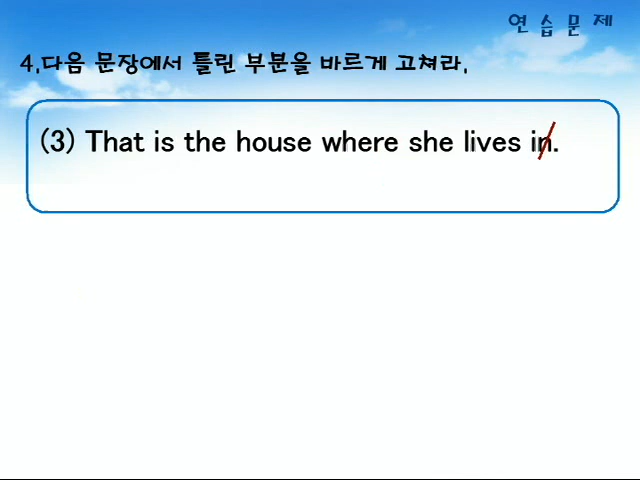 연 습 문 제
4.다음 문장에서 틀린 부분을 바르게 고쳐라.
(3) That is the house where she lives in.